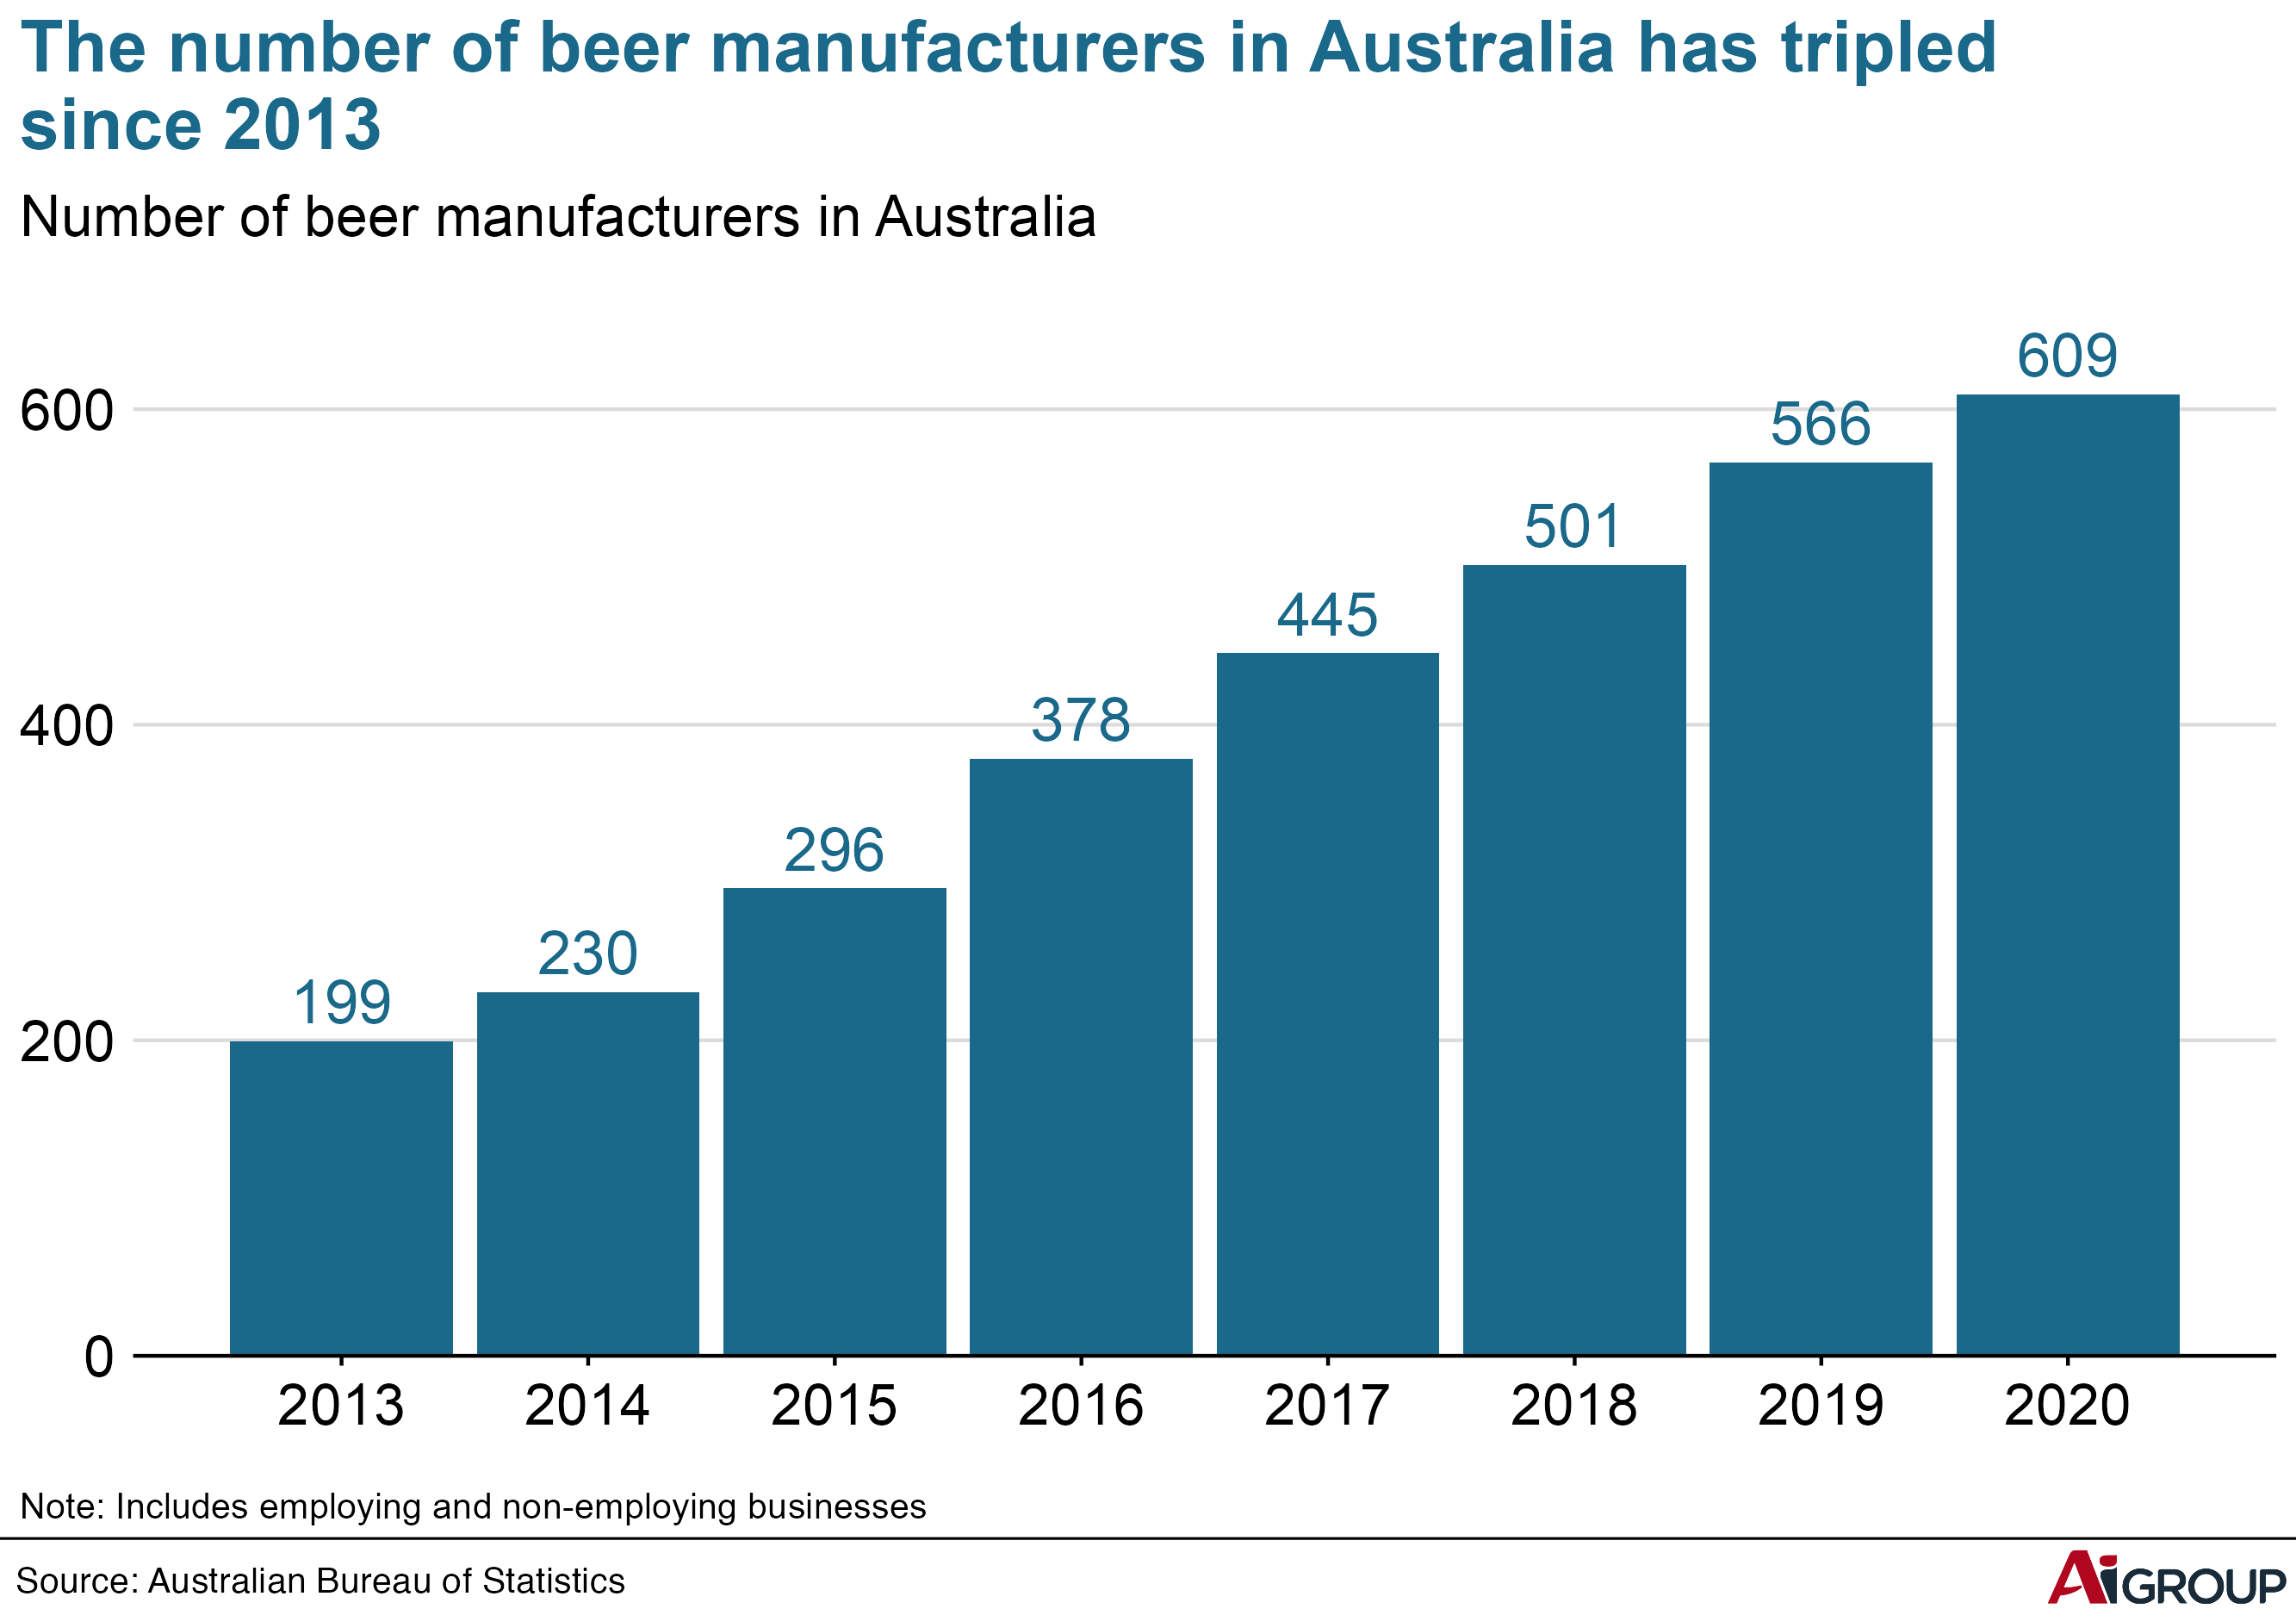 The number of beer manufacturers in Australia has tripled
since 2013
Number of beer manufacturers in Australia
609
600
566
501
445
400
378
296
230
199
200
0
2013 2014 2015 2016 2017 2018 2019 2020
Note: Includes employing and non-employing businesses
Source: Australian Bureau of Statistics
Ai GROUP